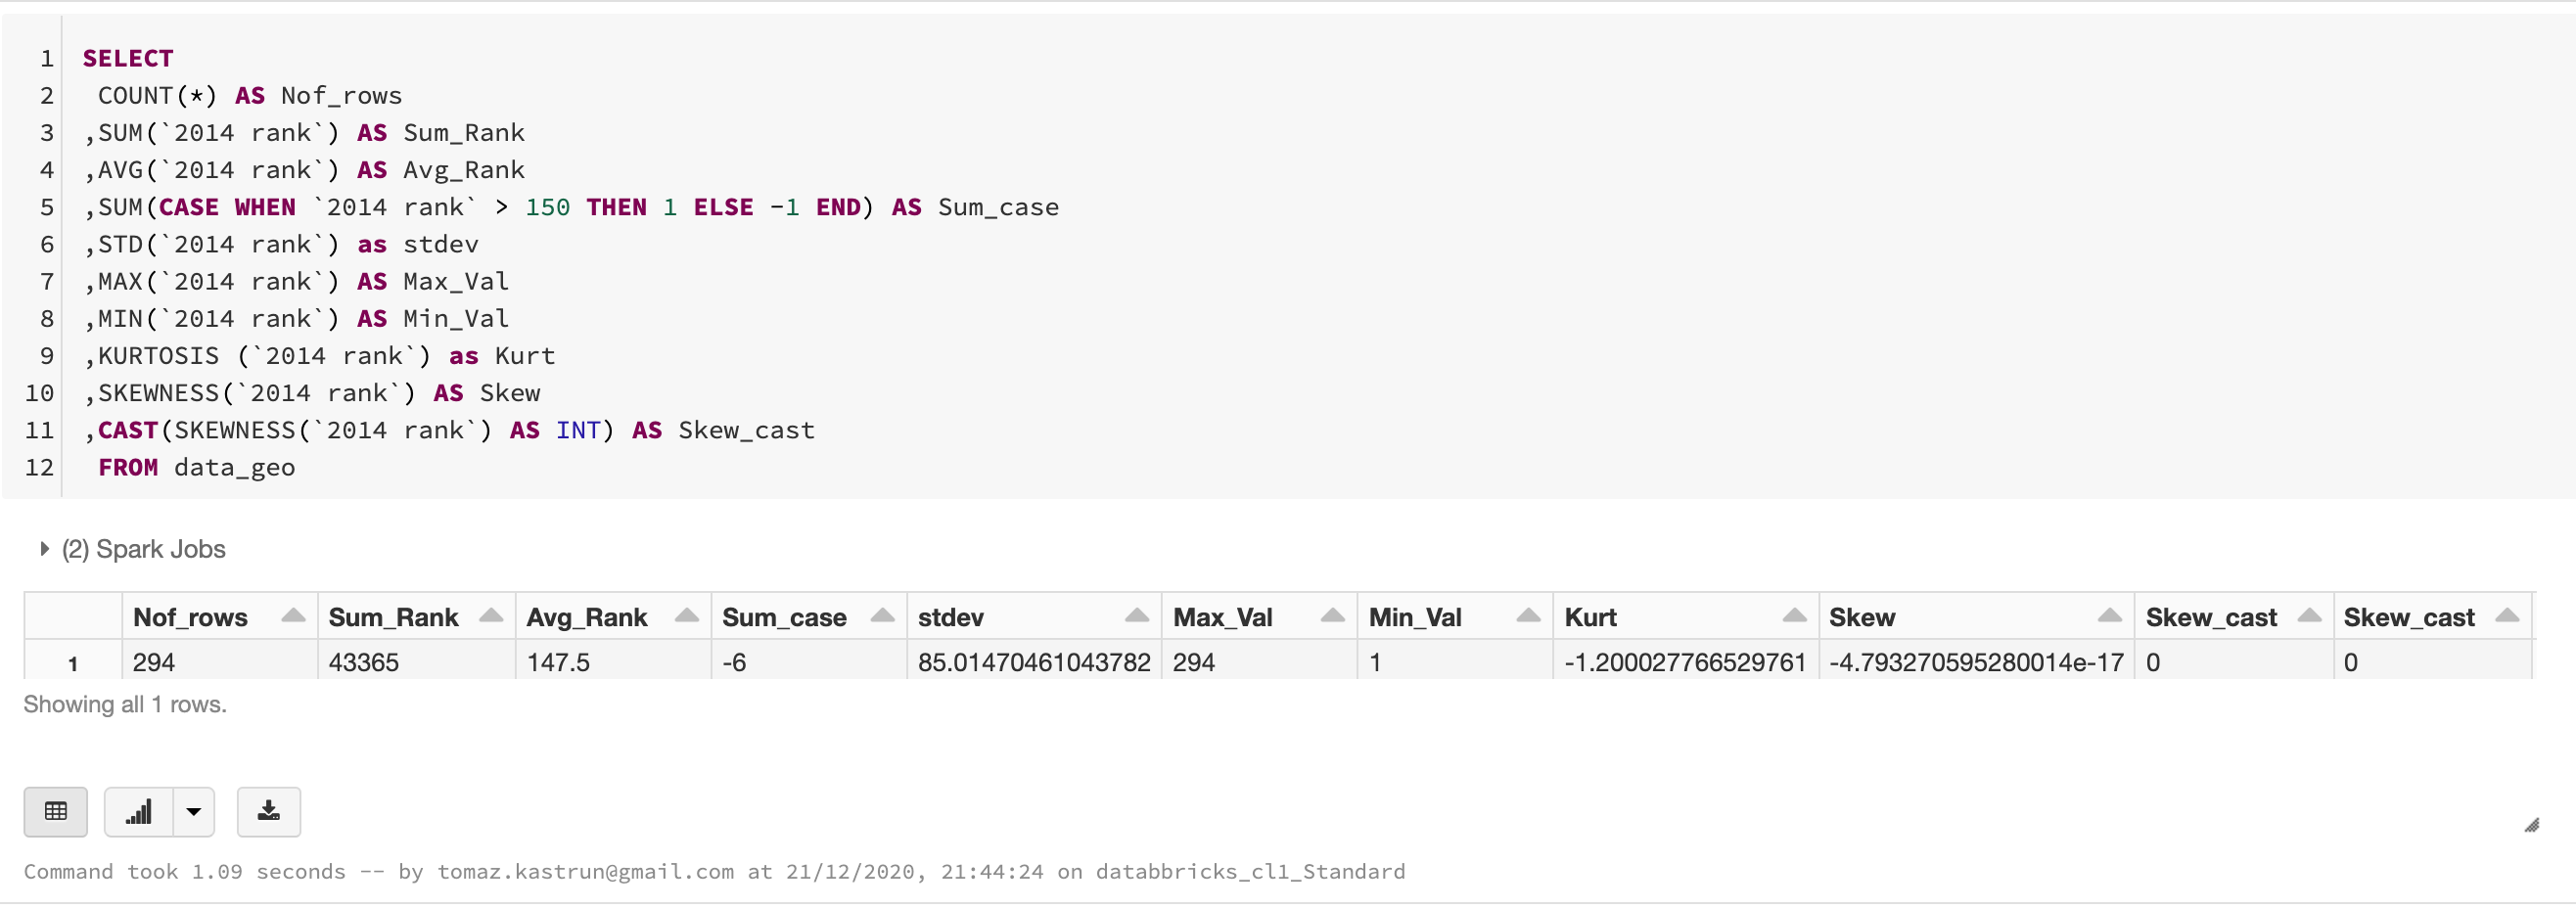 1 SELECT
2 COUNT(*) AS Nof_rows
3 ,SUM(`2014 rank`) AS Sum_Rank
4 ,AVG(`2014 rank`) AS Avg_Rank
5 ,SUM(CASE WHEN `2014 rank` > 150 THEN 1 ELSE -1 END) AS Sum_case
6 ,STD(`2014 rank`) as stdev
7 ,MAX(`2014 rank`) AS Max_Val
8 ,MIN(`2014 rank`) AS Min_Val
9 ,KURTOSIS (`2014 rank`) as Kurt
10 ,SKEWNESS(`2014 rank`) AS Skew
11 ,CAST(SKEWNESS(`2014 rank`) AS INT) AS Skew_cast
12 FROM data_geo
(2) Spark Jobs
Nof_rows Sum_Rank Avg_Rank Sum_case stdev Max_Val Min_Val Kurt Skew Skew_cast Skew_cast
1 294 43365 147.5 -6 85.01470461043782 294 1 -1.200027766529761 -4.793270595280014e-17 0 0
Showing all 1 rows.
Command took 1.09 seconds -- by tomaz.kastrun@gmail.com at 21/12/2020, 21:44:24 on databbricks_cl1_Standard